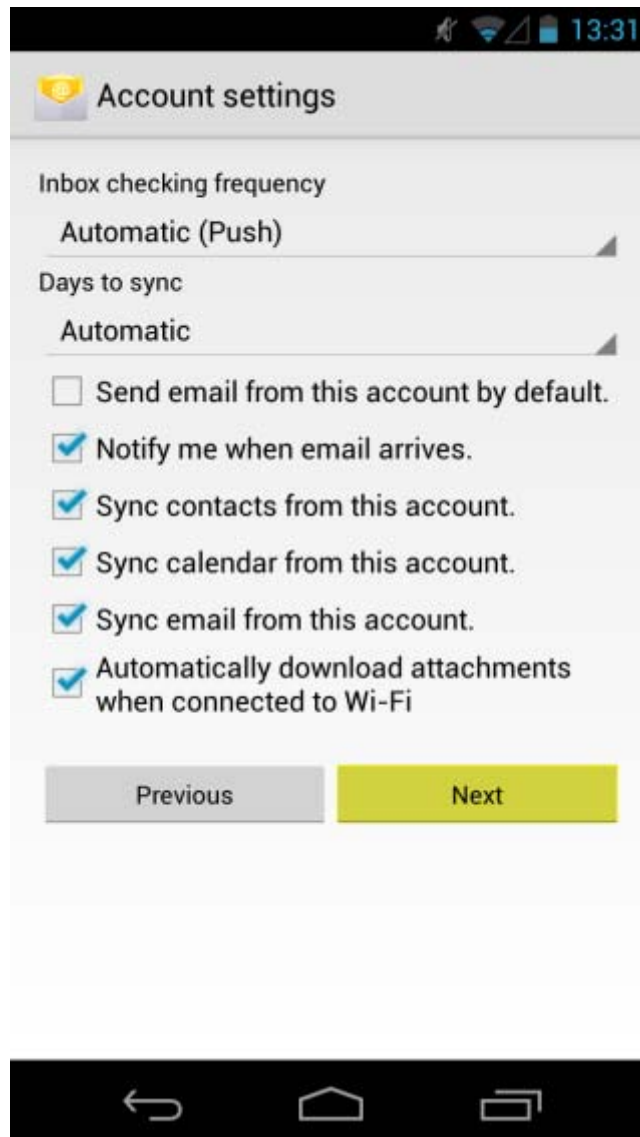 13:31
Account settings
Inbox checking frequency
Automatic (Push)
Days to sync
Automatic
Send email from this account by default.
Notify me when email arrives.
Sync contacts from this account.
Sync calendar from this account.
Sync email from this account.
Automatically download attachments
when connected to Wi-Fi
Previous
Next